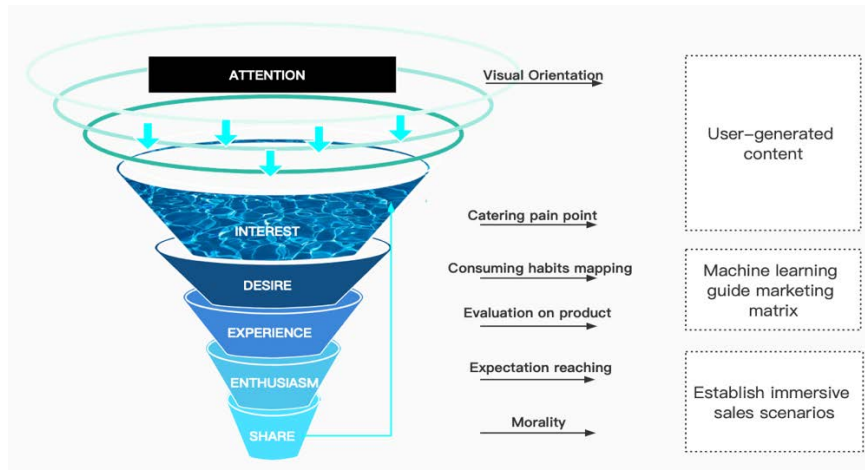 ATTENTION
Visual Orientation
User-generated
content
INTEREST
Catering pain point
DESIRE
Consuming habits mapping
Machine learning
guide marketing
matrix
EXPERIENCE
Evaluation on product
ENTHUSIASM
Expectation reaching
Establish immersive
sales scenarios
SHARE
Morality